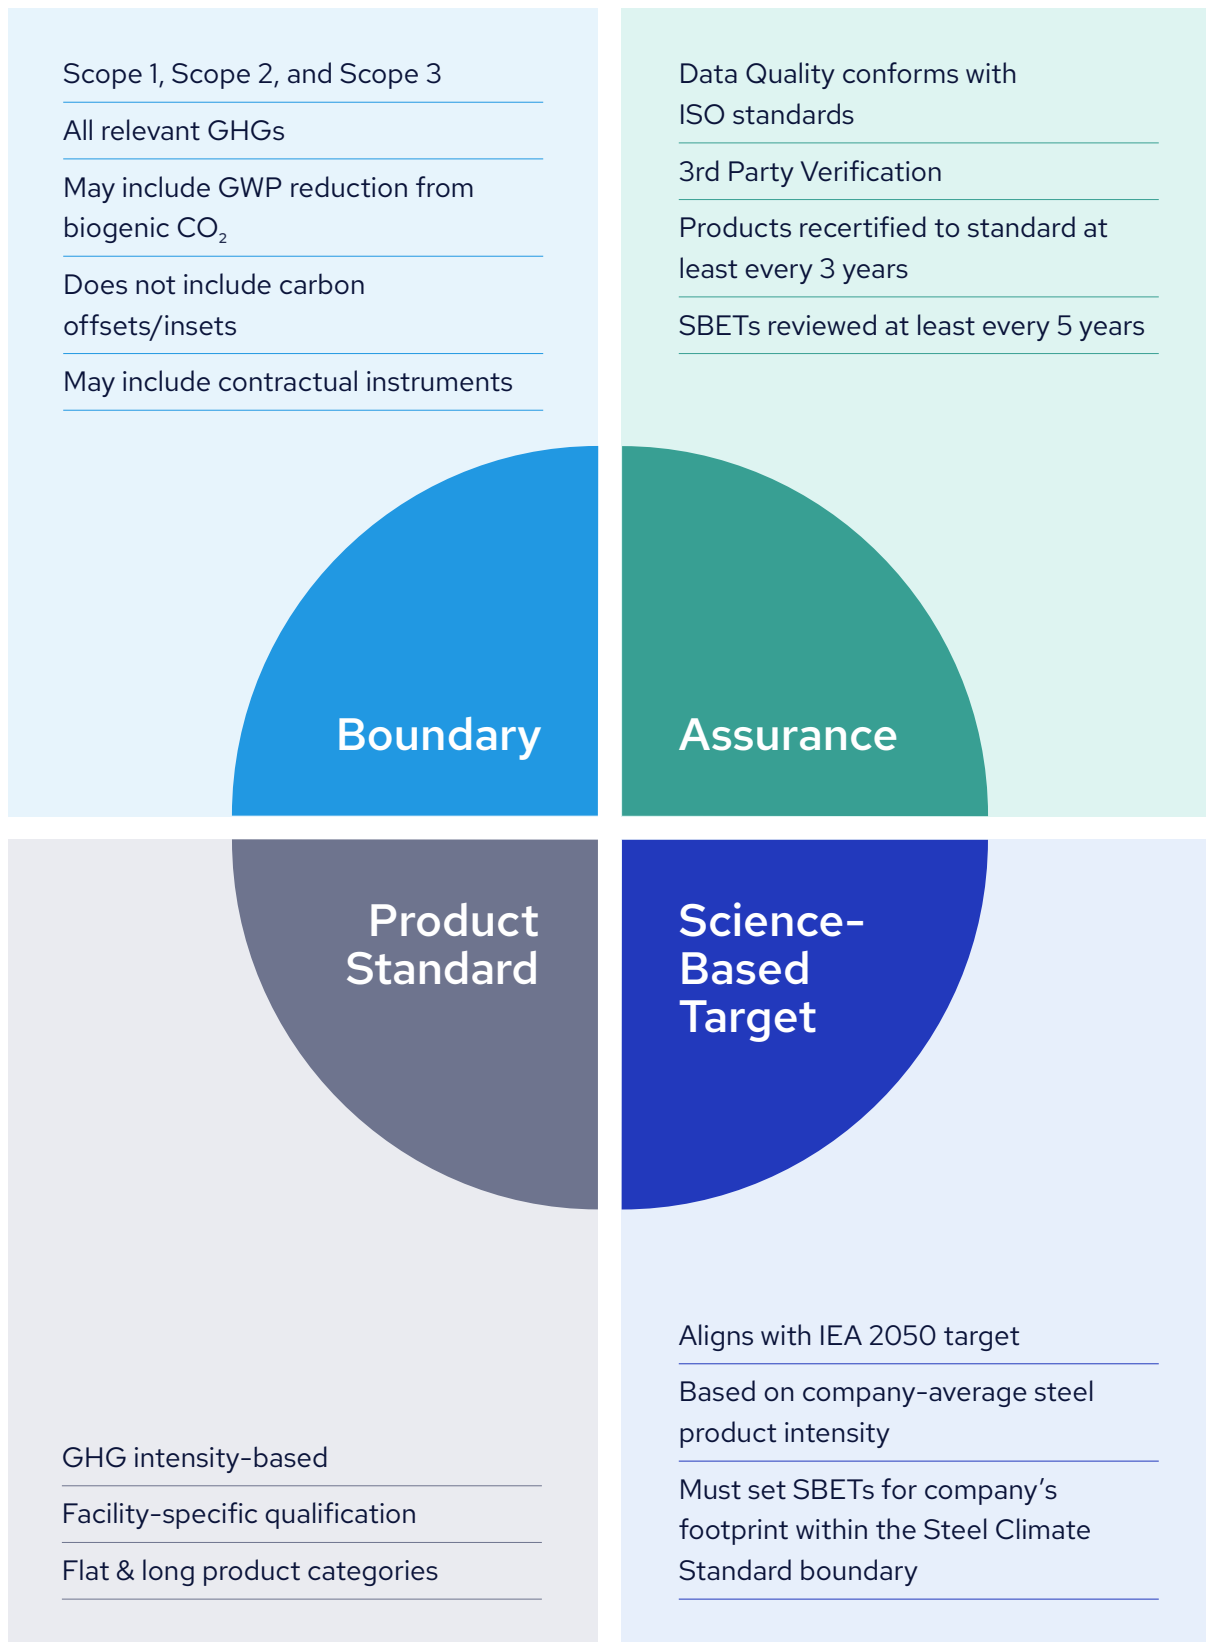 Scope 1, Scope 2, and Scope 3
All relevant GHGs
May include GWP reduction from
biogenic CO₂
Does not include carbon
offsets/insets
May include contractual instruments
Boundary
Data Quality conforms with
ISO standards
3rd Party Verification
Products recertified to standard at
least every 3 years
SBETs reviewed at least every 5 years
Assurance
Product
Standard
GHG intensity-based
Facility-specific qualification
Flat & long product categories
Science-
Based
Target
Aligns with IEA 2050 target
Based on company-average steel
product intensity
Must set SBETs for company’s
footprint within the Steel Climate
Standard boundary